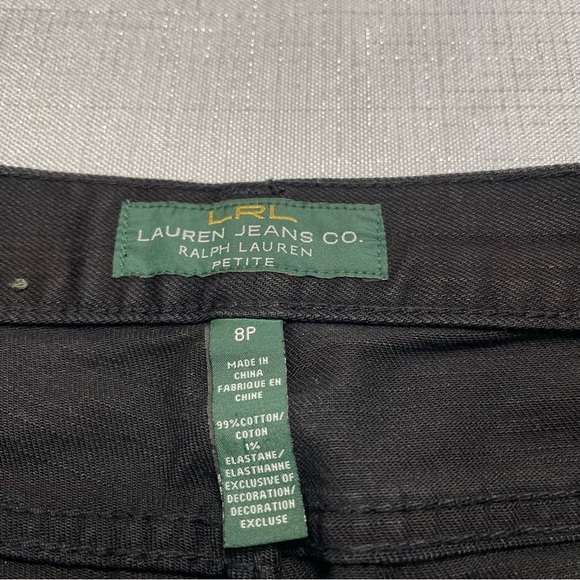 LRL
LAUREN JEANS CO.
RALPH LAUREN
PETITE
8P
MADE IN
CHINA
FABRIQUE EN
CHINE
99% COTTON/
COTON
1%
ELASTANE/
ELASTHANNE
EXCLUSIVE OF
DECORATION/
DECORATION
EXCLUSE